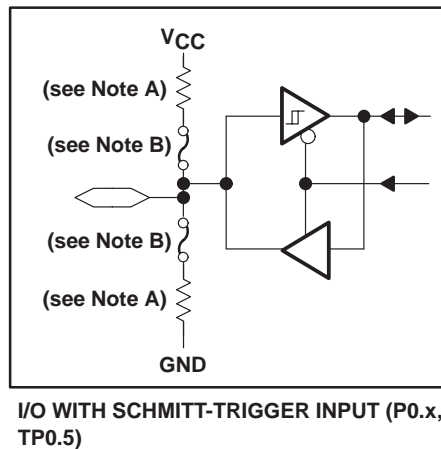 VCC
(see Note A)
(see Note B)
(see Note B)
(see Note A)
GND
I/O WITH SCHMITT-TRIGGER INPUT (P0.x,
TP0.5)